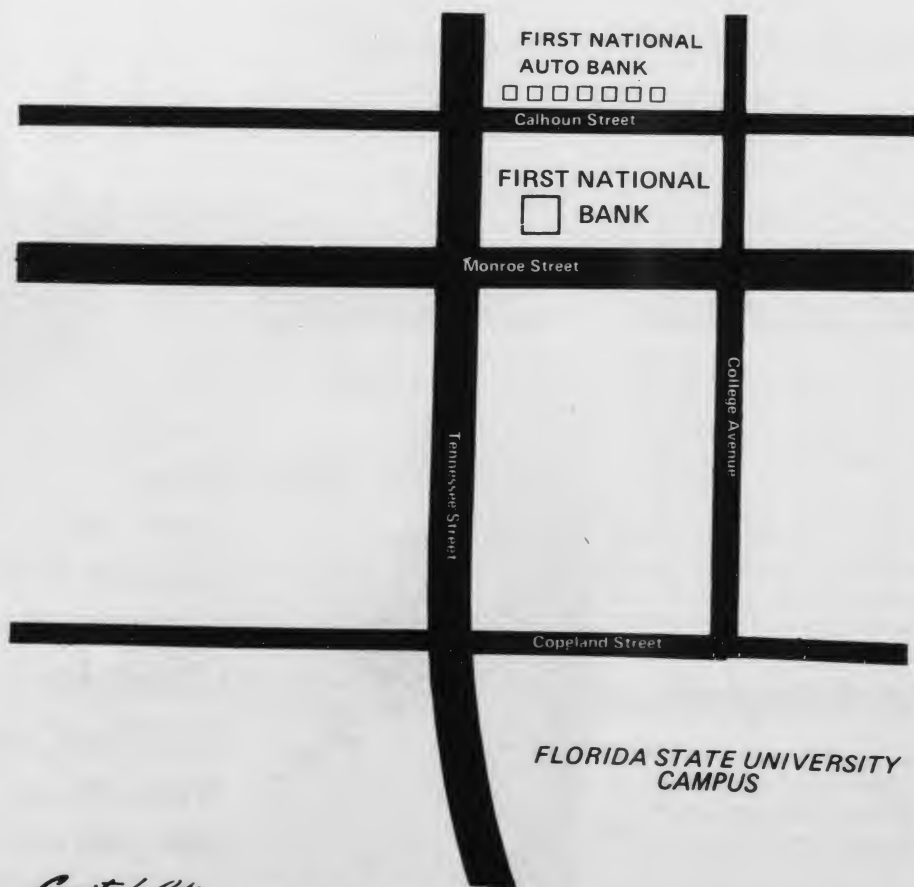 FIRST NATIONAL
AUTO BANK
Calhoun Street
FIRST NATIONAL
BANK
Monroe Street
College Avenue
Tennessee Street
Copeland Street
FLORIDA STATE UNIVERSITY
CAMPUS